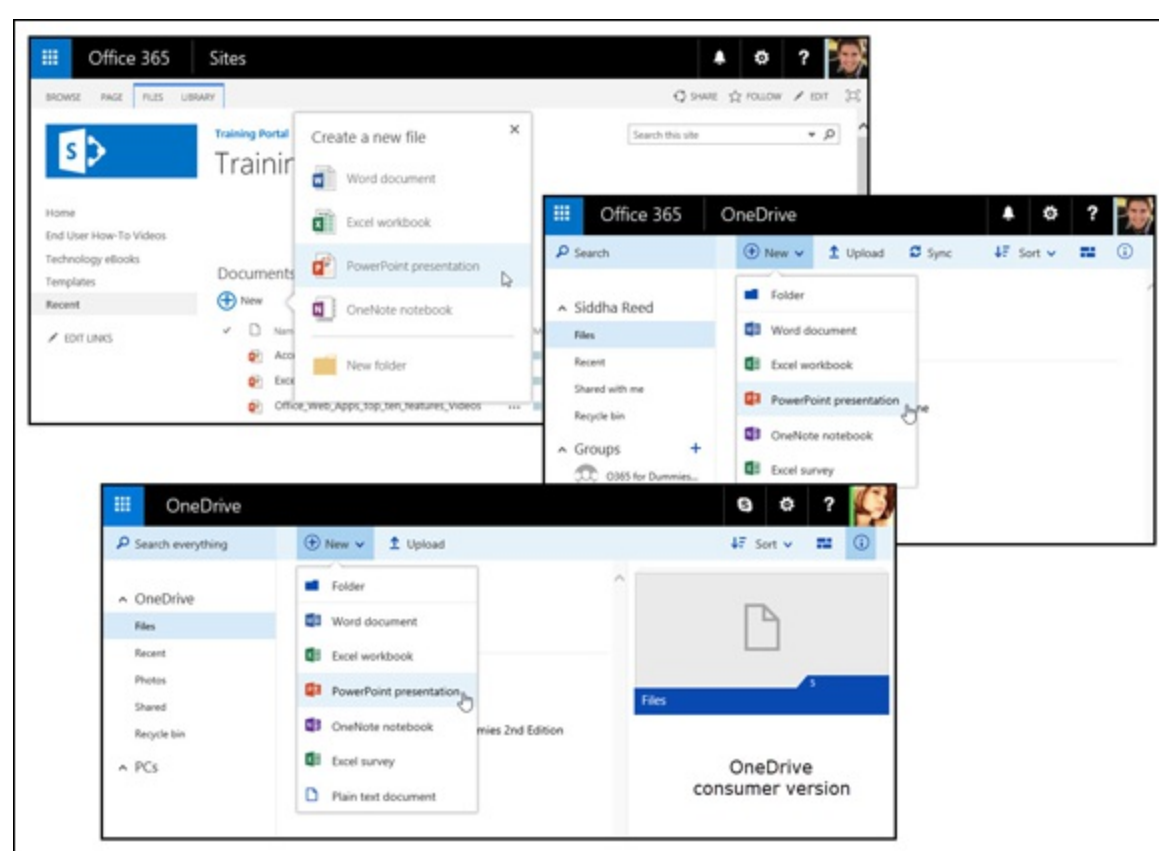 Office 365 Sites
BROWSE PAGE FILES LIBRARY
SHARE FOLLOW EDIT
Training Portal
Search this site
Create a new file
Word document
Excel workbook
PowerPoint presentation
OneNote notebook
New folder
Home
End User How-To Videos
Technology eBooks
Templates
Recent
EDIT LINKS
Documents
New
Office_Web_Apps_top_ten_features_Videos ...
Office 365 OneDrive
Search
New Upload Sync Sort
Siddha Reed
Files
Recent
Shared with me
Recycle bin
Groups +
O365 for Dummies...
Folder
Word document
Excel workbook
PowerPoint presentation
OneNote notebook
Excel survey
OneDrive
Search everything
New Upload Sort
OneDrive
Files
Recent
Photos
Shared
Recycle bin
PCs
Folder
Word document
Excel workbook
PowerPoint presentation
OneNote notebook
Excel survey
Plain text document
2nd Edition
5
Files
OneDrive
consumer version